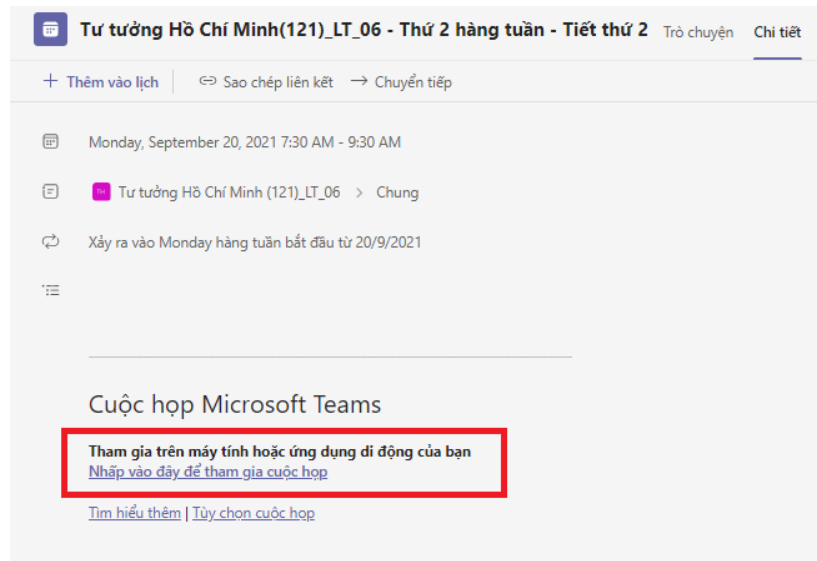 Tư tưởng Hồ Chí Minh(121)_LT_06 - Thứ 2 hàng tuần - Tiết thứ 2 Trò chuyện Chi tiết
+ Thêm vào lịch Sao chép liên kết → Chuyển tiếp
Monday, September 20, 2021 7:30 AM - 9:30 AM
TH Tư tưởng Hồ Chí Minh (121)_LT_06 > Chung
Xảy ra vào Monday hàng tuần bắt đầu từ 20/9/2021
Cuộc họp Microsoft Teams
Tham gia trên máy tính hoặc ứng dụng di động của bạn
Nhấp vào đây để tham gia cuộc họp
Tìm hiểu thêm | Tùy chọn cuộc họp